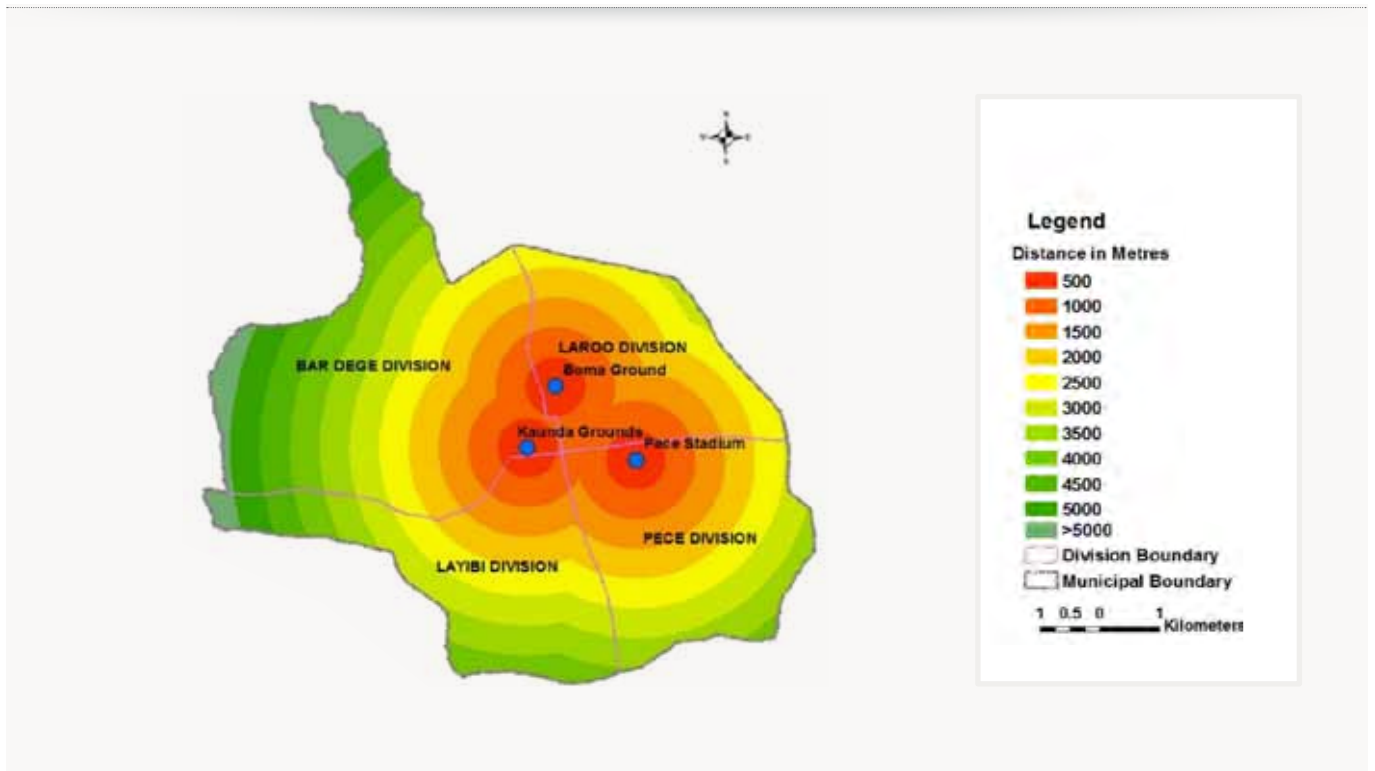 LAROO DIVISION
Boma Ground
BAR DEGE DIVISION
Kaunda Grounds
Pece Stadium
PECE DIVISION
LAYIBI DIVISION
Legend
Distance in Metres
500
1000
1500
2000
2500
3000
3500
4000
4500
5000
>5000
Division Boundary
Municipal Boundary
1 0.5 0 1
Kilometers